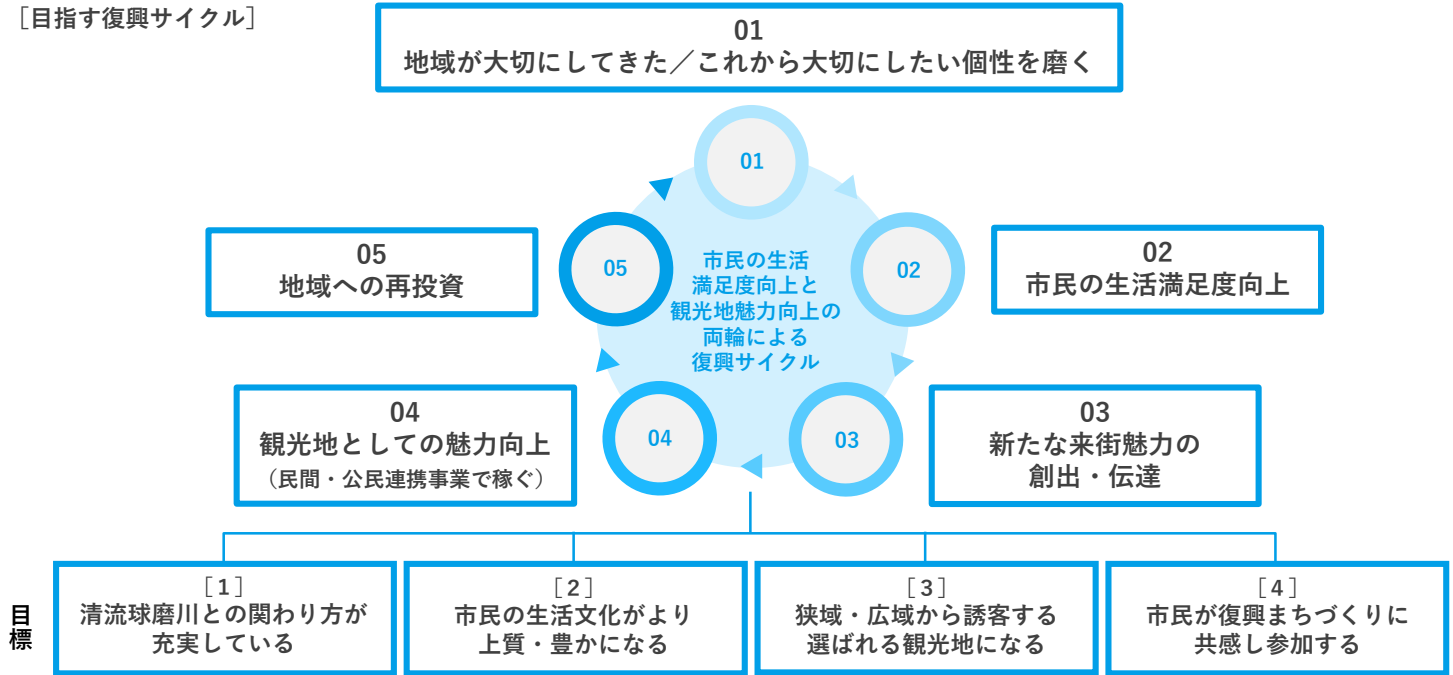 ［目指す復興サイクル］
01
地域が大切にしてきた／これから大切にしたい個性を磨く
01
02
03
04
05
市民の生活
満足度向上と
観光地魅力向上の
両輪による
復興サイクル
02
市民の生活満足度向上
03
新たな来街魅力の
創出・伝達
04
観光地としての魅力向上
（民間・公民連携事業で稼ぐ）
05
地域への再投資
目標
［1］
清流球磨川との関わり方が
充実している
［2］
市民の生活文化がより
上質・豊かになる
［3］
狭域・広域から誘客する
選ばれる観光地になる
［4］
市民が復興まちづくりに
共感し参加する